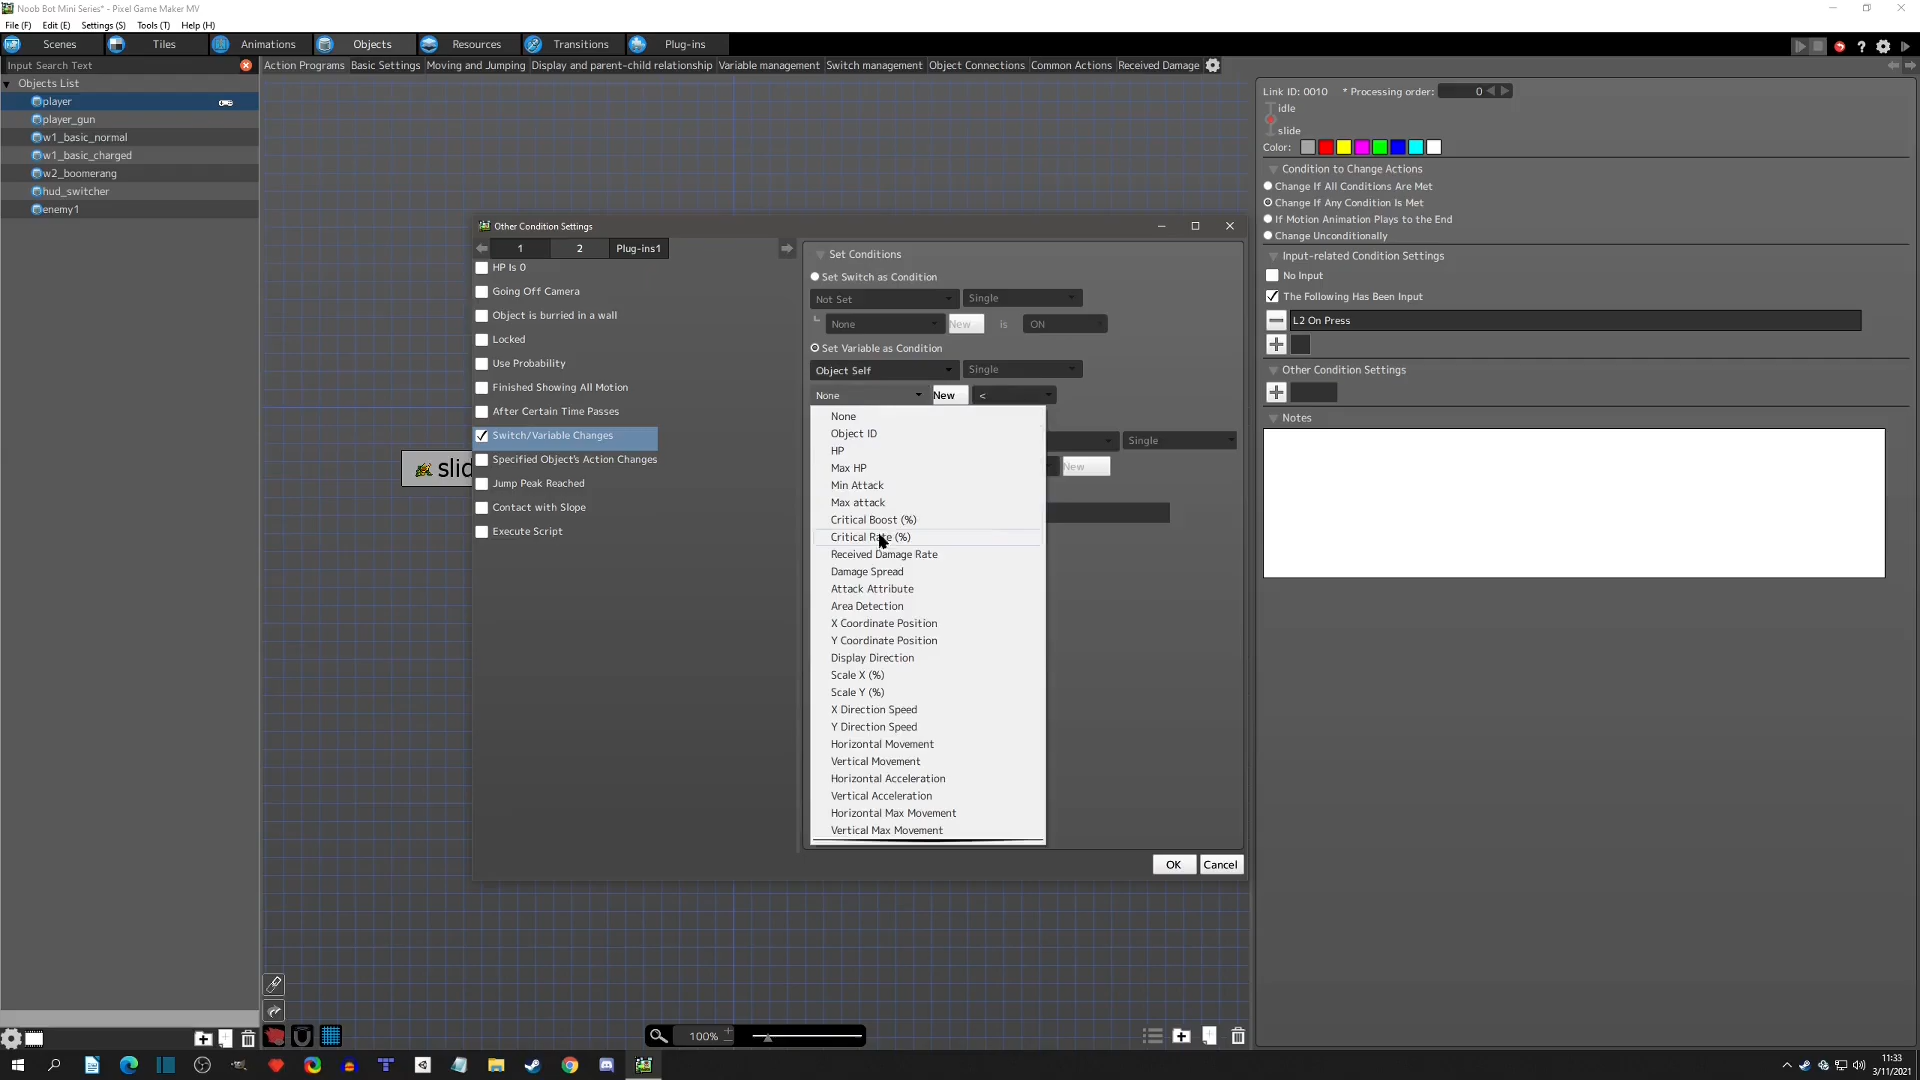 Noob Bot Mini Series* - Pixel Game Maker MV
File (F) Edit (E) Settings (S) Tools (T) Help (H)
Scenes Tiles Animations Objects Resources Transitions Plug-ins
Input Search Text
Action Programs Basic Settings Moving and Jumping Display and parent-child relationship Variable management Switch management Object Connections Common Actions Received Damage
Objects List
player
player_gun
w1_basic_normal
w1_basic_charged
w2_boomerang
hud_switcher
enemy1
slid
100%
Other Condition Settings
1 2 Plug-ins1
HP Is 0
Going Off Camera
Object is burried in a wall
Locked
Use Probability
Finished Showing All Motion
After Certain Time Passes
Switch/Variable Changes
Specified Object's Action Changes
Jump Peak Reached
Contact with Slope
Execute Script
Set Conditions
Set Switch as Condition
Not Set Single
None New is ON
Set Variable as Condition
Object Self Single
None New <
Single
New
None
Object ID
HP
Max HP
Min Attack
Max attack
Critical Boost (%)
Critical Rate (%)
Received Damage Rate
Damage Spread
Attack Attribute
Area Detection
X Coordinate Position
Y Coordinate Position
Display Direction
Scale X (%)
Scale Y (%)
X Direction Speed
Y Direction Speed
Horizontal Movement
Vertical Movement
Horizontal Acceleration
Vertical Acceleration
Horizontal Max Movement
Vertical Max Movement
OK Cancel
Link ID: 0010 * Processing order: 0
idle
slide
Color:
Condition to Change Actions
Change If All Conditions Are Met
Change If Any Condition Is Met
If Motion Animation Plays to the End
Change Unconditionally
Input-related Condition Settings
No Input
The Following Has Been Input
L2 On Press
Other Condition Settings
Notes
11:33
3/11/2021